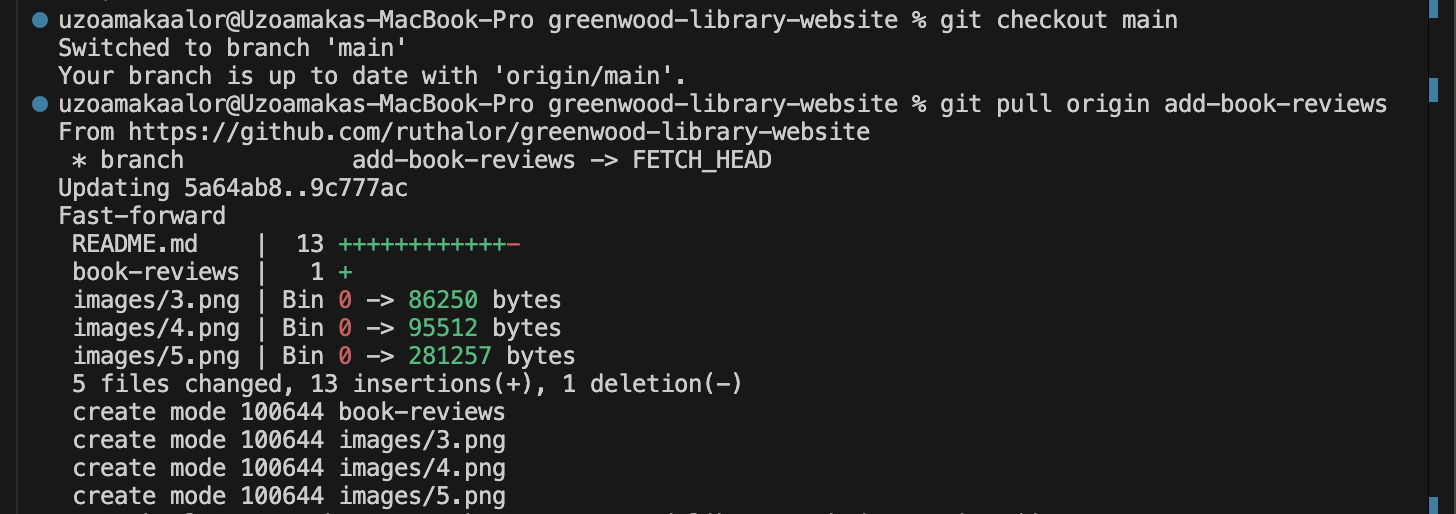 uzoamakaalor@Uzoamakas-MacBook-Pro greenwood-library-website % git checkout main
Switched to branch 'main'
Your branch is up to date with 'origin/main'.
uzoamakaalor@Uzoamakas-MacBook-Pro greenwood-library-website % git pull origin add-book-reviews
From https://github.com/ruthalor/greenwood-library-website
 * branch            add-book-reviews -> FETCH_HEAD
Updating 5a64ab8..9c777ac
Fast-forward
 README.md    |  13 ++++++++++++-
 book-reviews |   1 +
 images/3.png | Bin 0 -> 86250 bytes
 images/4.png | Bin 0 -> 95512 bytes
 images/5.png | Bin 0 -> 281257 bytes
 5 files changed, 13 insertions(+), 1 deletion(-)
 create mode 100644 book-reviews
 create mode 100644 images/3.png
 create mode 100644 images/4.png
 create mode 100644 images/5.png